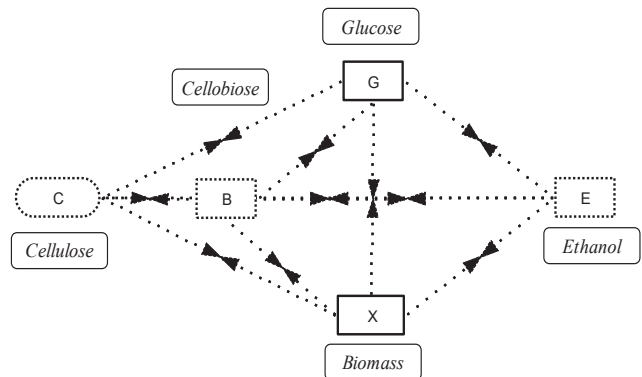 Glucose
G
Cellobiose
C
B
E
Cellulose
Ethanol
X
Biomass